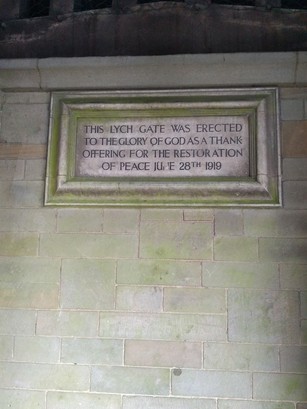 THIS LYCH GATE WAS ERECTED
TO THE GLORY OF GOD AS A THANK
OFFERING FOR THE RESTORATION
OF PEACE JUNE 28TH 1919